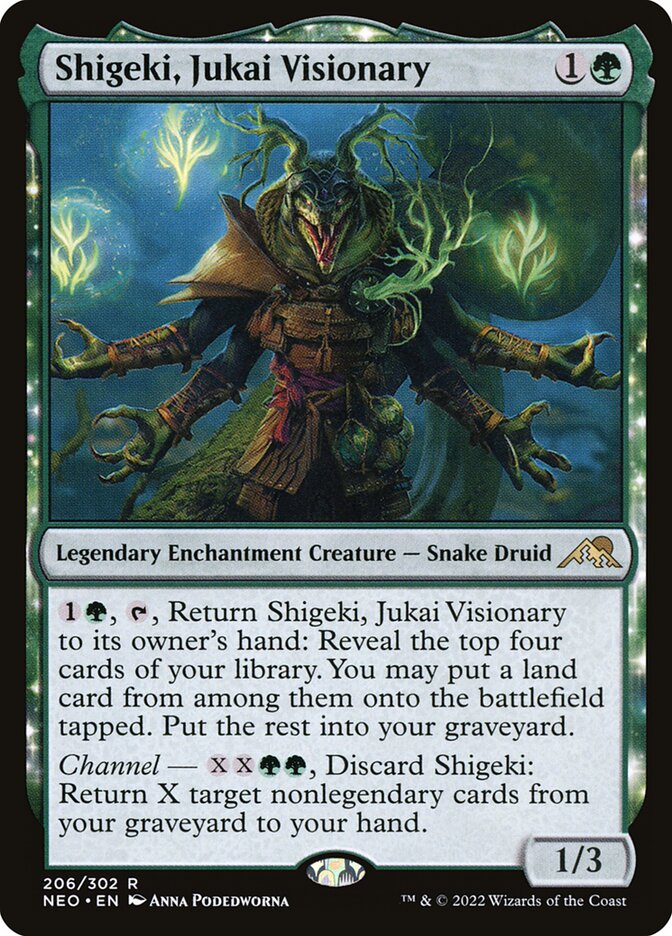 Shigeki, Jukai Visionary 1
Legendary Enchantment Creature — Snake Druid
1, , Return Shigeki, Jukai Visionary
to its owner's hand: Reveal the top four
cards of your library. You may put a land
card from among them onto the battlefield
tapped. Put the rest into your graveyard.
Channel — X X , Discard Shigeki:
Return X target nonlegendary cards from
your graveyard to your hand.
1/3
206/302 R
NEO • EN Anna Podedworna
™ & © 2022 Wizards of the Coast